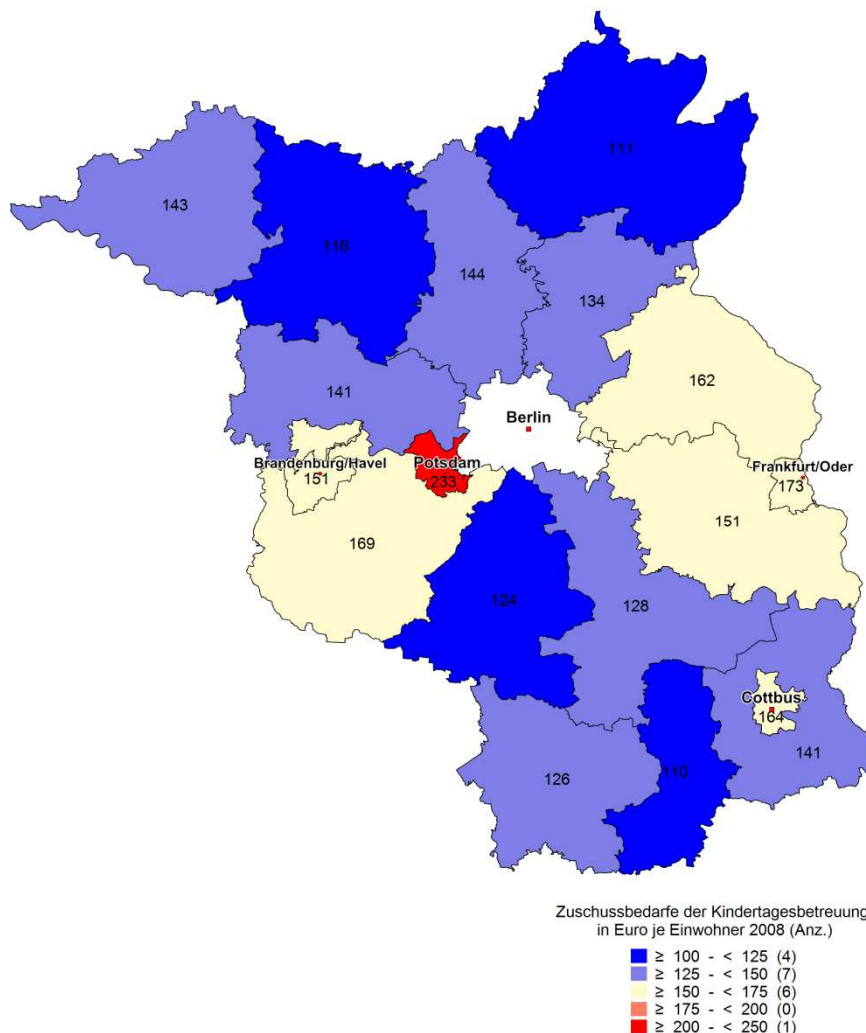 111
143
116
144
134
162
141
Berlin
Brandenburg/Havel
151
Potsdam
233
Frankfurt/Oder
173
151
169
124
128
Cottbus
164
141
126
110
Zuschussbedarfe der Kindertagesbetreuung
in Euro je Einwohner 2008 (Anz.)
≥ 100 - < 125 (4)
≥ 125 - < 150 (7)
≥ 150 - < 175 (6)
≥ 175 - < 200 (0)
≥ 200 - < 250 (1)